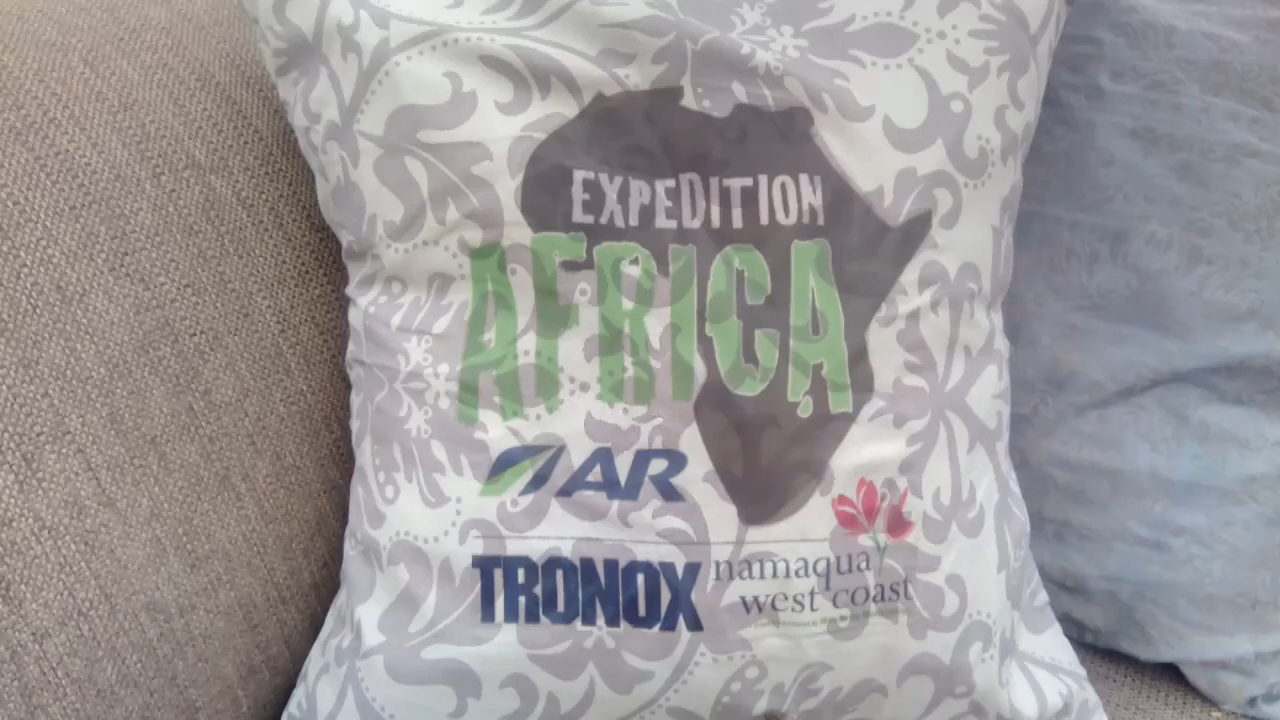 EXPEDITION
AFRICA
AR
TRONOX
namaqua
west coast